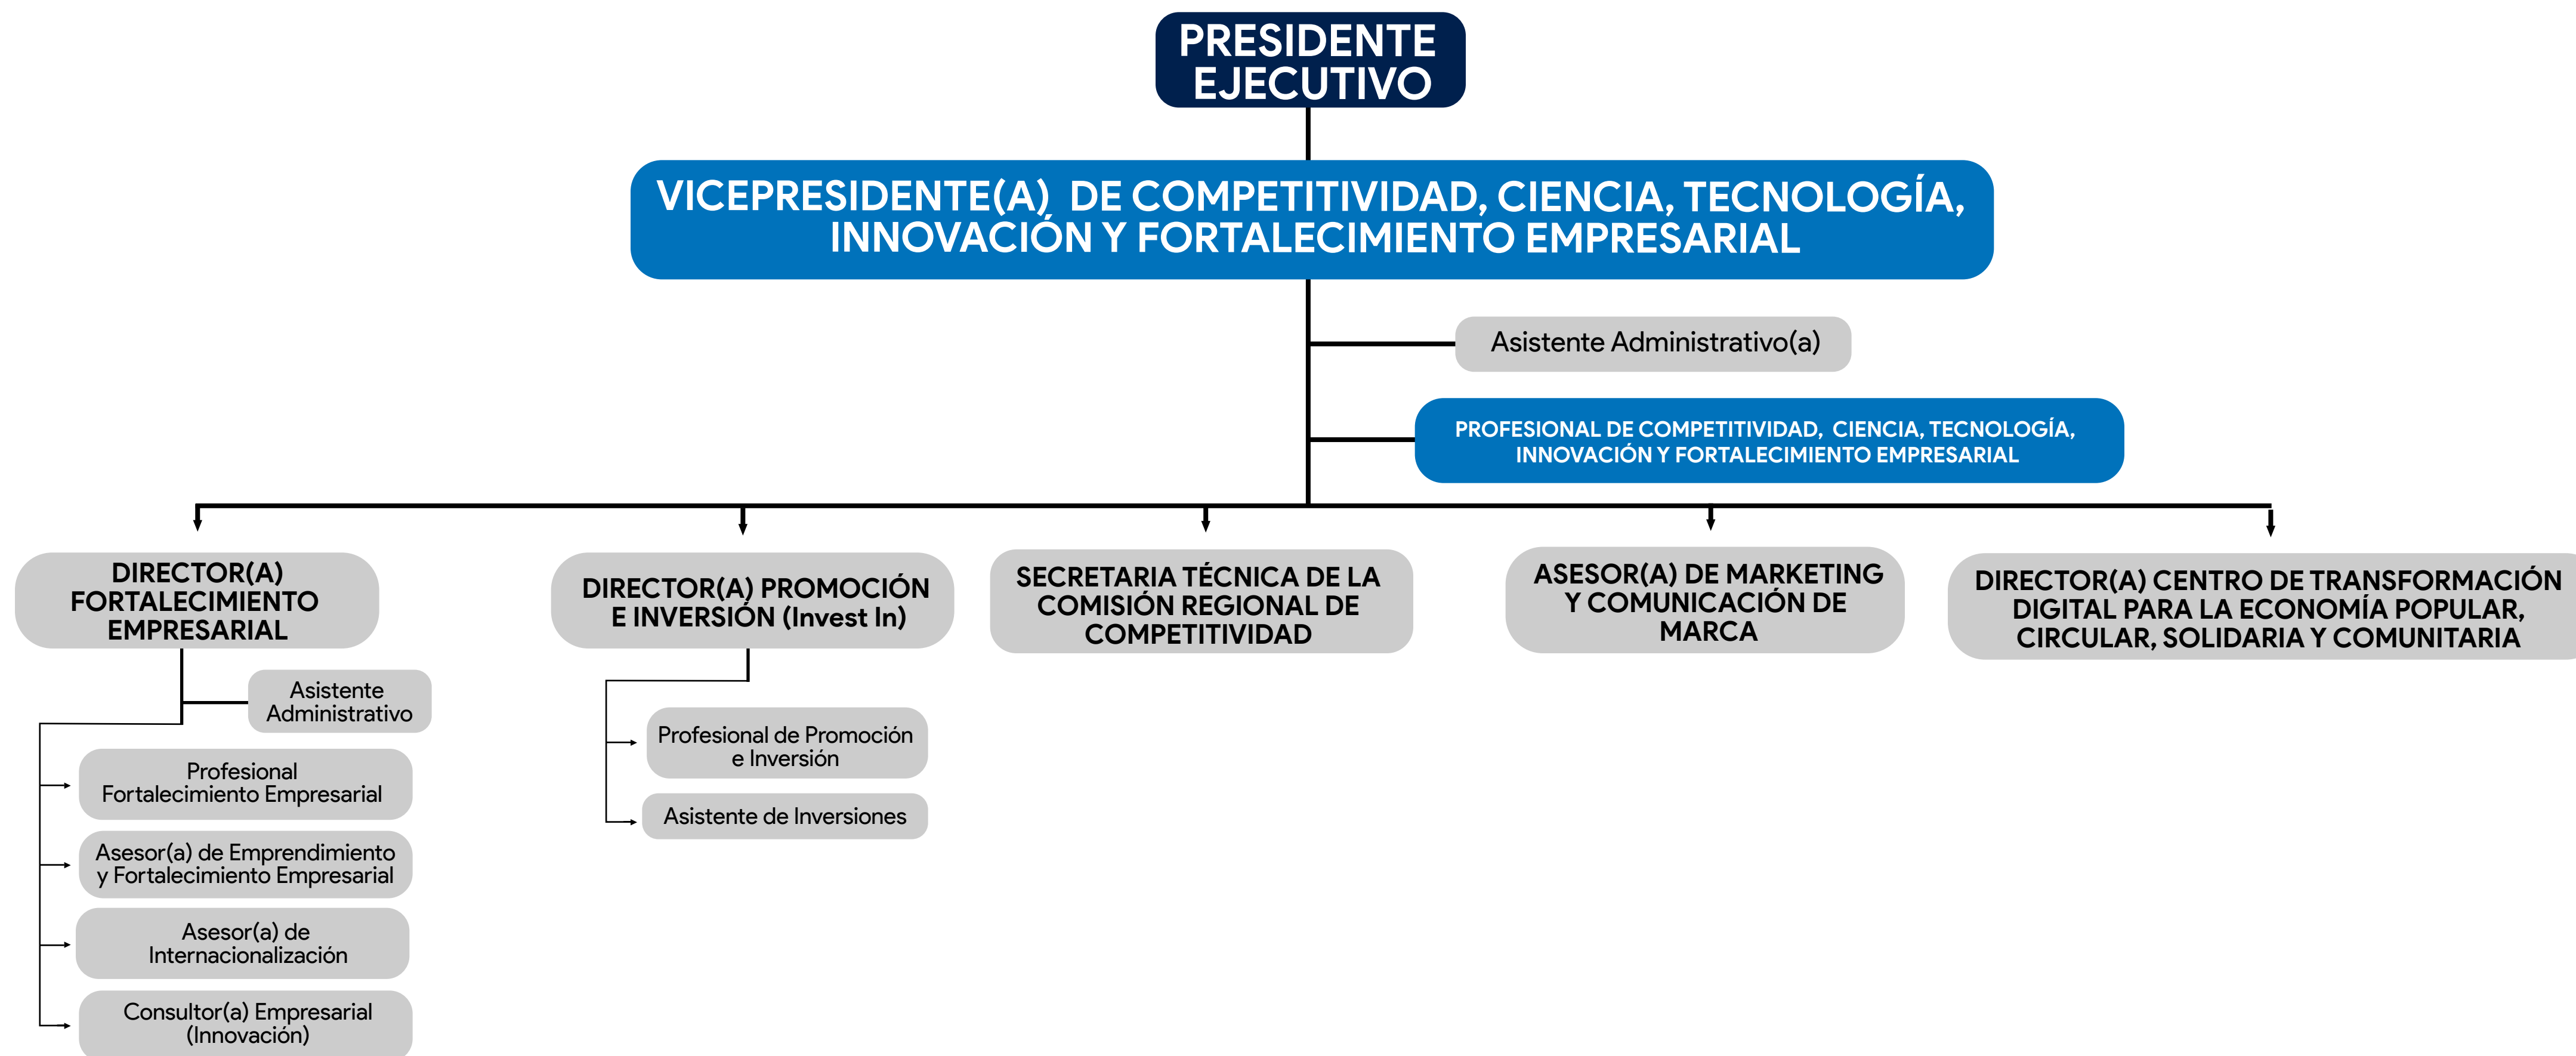 PRESIDENTE
EJECUTIVO
VICEPRESIDENTE(A) DE COMPETITIVIDAD, CIENCIA, TECNOLOGÍA,
INNOVACIÓN Y FORTALECIMIENTO EMPRESARIAL
Asistente Administrativo(a)
PROFESIONAL DE COMPETITIVIDAD, CIENCIA, TECNOLOGÍA,
INNOVACIÓN Y FORTALECIMIENTO EMPRESARIAL
DIRECTOR(A)
FORTALECIMIENTO
EMPRESARIAL
Asistente
Administrativo
Profesional
Fortalecimiento Empresarial
Asesor(a) de Emprendimiento
y Fortalecimiento Empresarial
Asesor(a) de
Internacionalización
Consultor(a) Empresarial
(Innovación)
DIRECTOR(A) PROMOCIÓN
E INVERSIÓN (Invest In)
Profesional de Promoción
e Inversión
Asistente de Inversiones
SECRETARIA TÉCNICA DE LA
COMISIÓN REGIONAL DE
COMPETITIVIDAD
ASESOR(A) DE MARKETING
Y COMUNICACIÓN DE
MARCA
DIRECTOR(A) CENTRO DE TRANSFORMACIÓN
DIGITAL PARA LA ECONOMÍA POPULAR,
CIRCULAR, SOLIDARIA Y COMUNITARIA